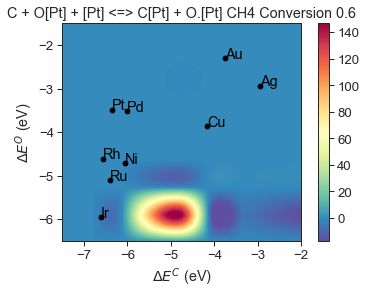 C + O[Pt] + [Pt] <=> C[Pt] + O.[Pt] CH4 Conversion 0.6
−2
−3
−4
−5
−6
ΔE^O (eV)
Au
Ag
Pt
Pd
Cu
Rh
Ni
Ru
Ir
−7
−6
−5
−4
−3
−2
ΔE^C (eV)
140
120
100
80
60
40
20
0